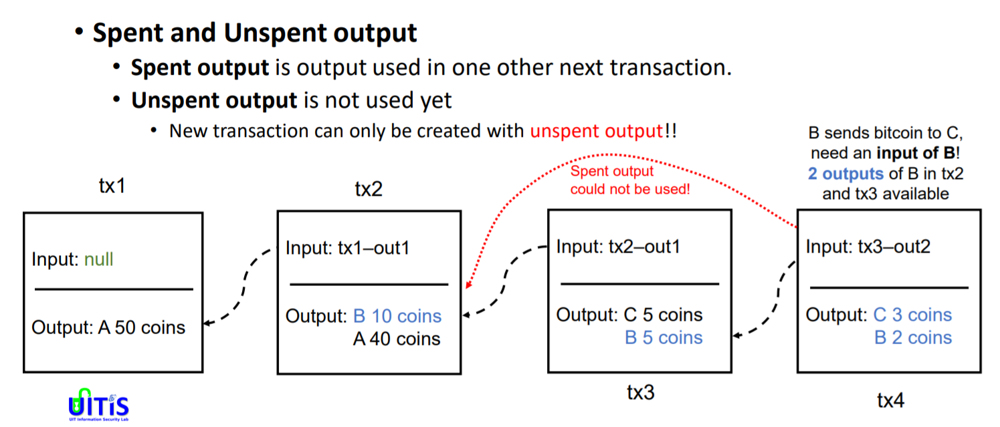 • Spent and Unspent output
• Spent output is output used in one other next transaction.
• Unspent output is not used yet
• New transaction can only be created with unspent output!!
B sends bitcoin to C,
need an input of B!
2 outputs of B in tx2
and tx3 available
Spent output
could not be used!
tx1
Input: null
Output: A 50 coins
tx2
Input: tx1–out1
Output: B 10 coins
A 40 coins
Input: tx2–out1
Output: C 5 coins
B 5 coins
tx3
Input: tx3–out2
Output: C 3 coins
B 2 coins
tx4
UITiS
UIT Information Security Lab